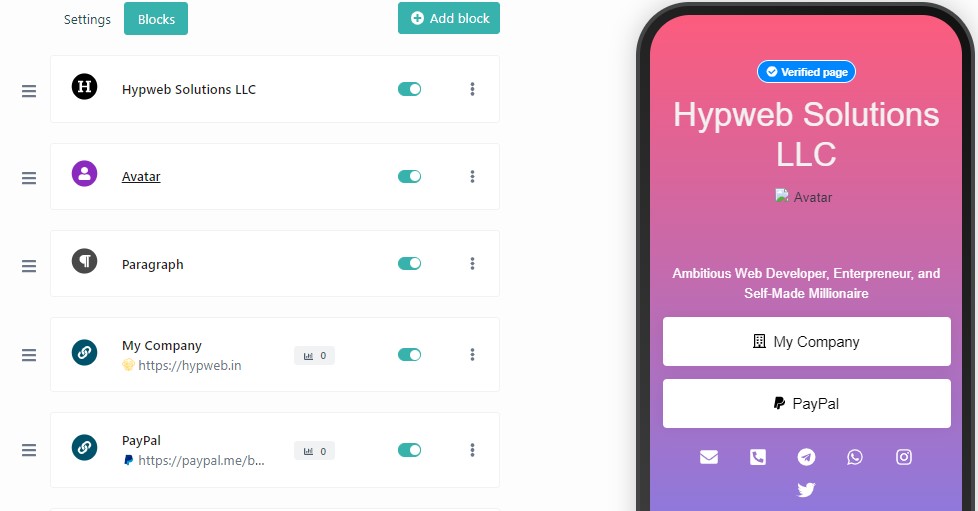 Settings
Blocks
Add block
Hypweb Solutions LLC
Avatar
Paragraph
My Company
https://hypweb.in
0
PayPal
https://paypal.me/b...
0
Verified page
Hypweb Solutions
LLC
Avatar
Ambitious Web Developer, Enterpreneur, and
Self-Made Millionaire
My Company
PayPal